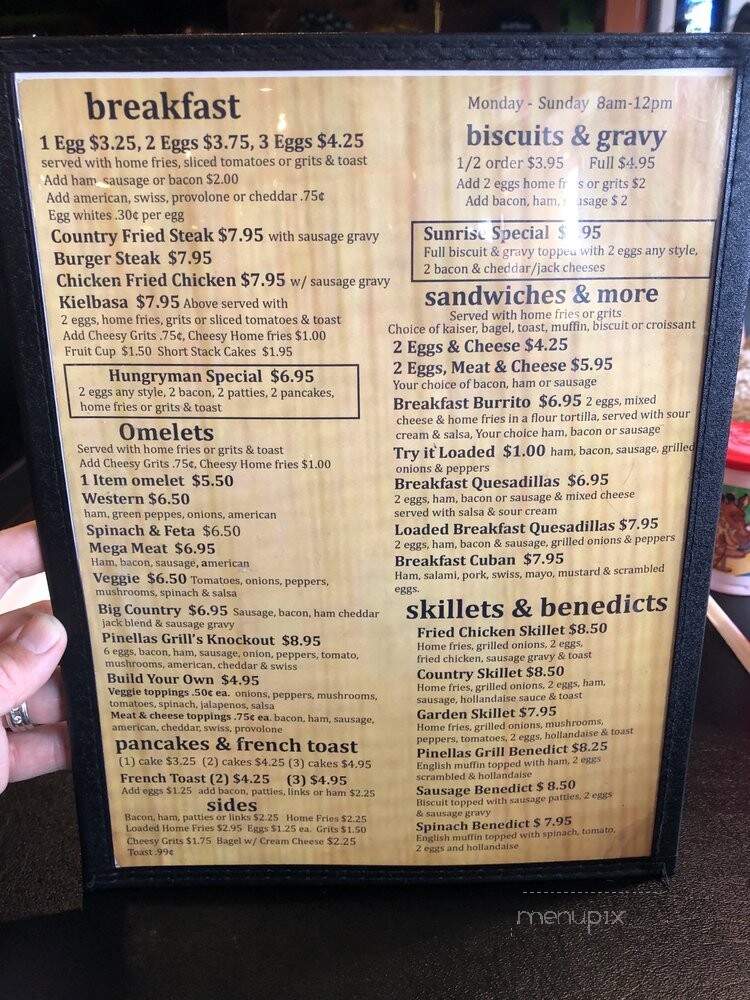 breakfast
1 Egg $3.25, 2 Eggs $3.75, 3 Eggs $4.25
served with home fries, sliced tomatoes or grits & toast
Add ham, sausage or bacon $2.00
Add american, swiss, provolone or cheddar .75¢
Egg whites .30¢ per egg
Country Fried Steak $7.95 with sausage gravy
Burger Steak $7.95
Chicken Fried Chicken $7.95 w/ sausage gravy
Kielbasa $7.95 Above served with
2 eggs, home fries, grits or sliced tomatoes & toast
Add Cheesy Grits .75¢, Cheesy Home fries $1.00
Fruit Cup $1.50 Short Stack Cakes $1.95
Hungryman Special $6.95
2 eggs any style, 2 bacon, 2 patties, 2 pancakes,
home fries or grits & toast
Omelets
Served with home fries or grits & toast
Add Cheesy Grits .75¢, Cheesy Home fries $1.00
1 Item omelet $5.50
Western $6.50
ham, green peppes, onions, american
Spinach & Feta $6.50
Mega Meat $6.95
Ham, bacon, sausage, american
Veggie $6.50 Tomatoes, onions, peppers,
mushrooms, spinach & salsa
Big Country $6.95 Sausage, bacon, ham cheddar
jack blend & sausage gravy
Pinellas Grill's Knockout $8.95
6 eggs, bacon, ham, sausage, onion, peppers, tomato,
mushrooms, american, cheddar & swiss
Build Your Own $4.95
Veggie toppings .50¢ ea. onions, peppers, mushrooms,
tomatoes, spinach, jalapenos, salsa
Meat & cheese toppings .75¢ ea. bacon, ham, sausage,
american, cheddar, swiss, provolone
pancakes & french toast
(1) cake $3.25 (2) cakes $4.25 (3) cakes $4.95
French Toast (2) $4.25 (3) $4.95
Add eggs $1.25 add bacon, patties, links or ham $2.25
sides
Bacon, ham, patties or links $2.25 Home Fries $2.25
Loaded Home Fries $2.95 Eggs $1.25 ea. Grits $1.50
Cheesy Grits $1.75 Bagel w/ Cream Cheese $2.25
Toast .99¢
Monday - Sunday 8am-12pm
biscuits & gravy
1/2 order $3.95 Full $4.95
Add 2 eggs home fries or grits $2
Add bacon, ham, sausage $ 2
Sunrise Special
Full biscuit & gravy topped with 2 eggs any style,
2 bacon & cheddar/jack cheeses
sandwiches & more
Served with home fries or grits
Choice of kaiser, bagel, toast, muffin, biscuit or croissant
2 Eggs & Cheese $4.25
2 Eggs, Meat & Cheese $5.95
Your choice of bacon, ham or sausage
Breakfast Burrito $6.95 2 eggs, mixed
cheese & home fries in a flour tortilla, served with sour
cream & salsa, Your choice ham, bacon or sausage
Try it Loaded $1.00 ham, bacon, sausage, grilled
onions & peppers
Breakfast Quesadillas $6.95
2 eggs, ham, bacon or sausage & mixed cheese
served with salsa & sour cream
Loaded Breakfast Quesadillas $7.95
2 eggs, ham, bacon & sausage, grilled onions & peppers
Breakfast Cuban $7.95
Ham, salami, pork, swiss, mayo, mustard & scrambled
eggs.
skillets & benedicts
Fried Chicken Skillet $8.50
Home fries, grilled onions, 2 eggs,
fried chicken, sausage gravy & toast
Country Skillet $8.50
Home fries, grilled onions, 2 eggs, ham,
sausage, hollandaise sauce & toast
Garden Skillet $7.95
Home fries, grilled onions, mushrooms,
peppers, tomatoes, 2 eggs, hollandaise & toast
Pinellas Grill Benedict $8.25
English muffin topped with ham, 2 eggs
scrambled & hollandaise
Sausage Benedict $ 8.50
Biscuit topped with sausage patties, 2 eggs
& sausage gravy
Spinach Benedict $ 7.95
English muffin topped with spinach, tomato,
2 eggs and hollandaise
menupix